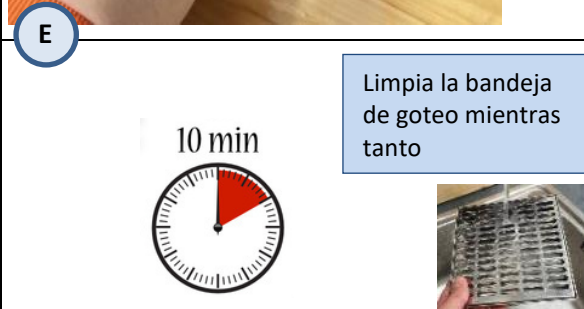 E
Limpia la bandeja
de goteo mientras
tanto
10 min